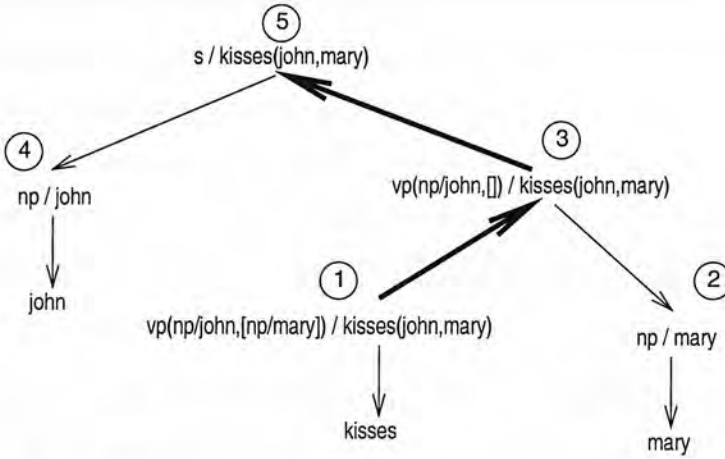 5
s / kisses(john,mary)
4
3
np / john
vp(np/john,[]) / kisses(john,mary)
john
1
2
vp(np/john,[np/mary]) / kisses(john,mary)
np / mary
kisses
mary